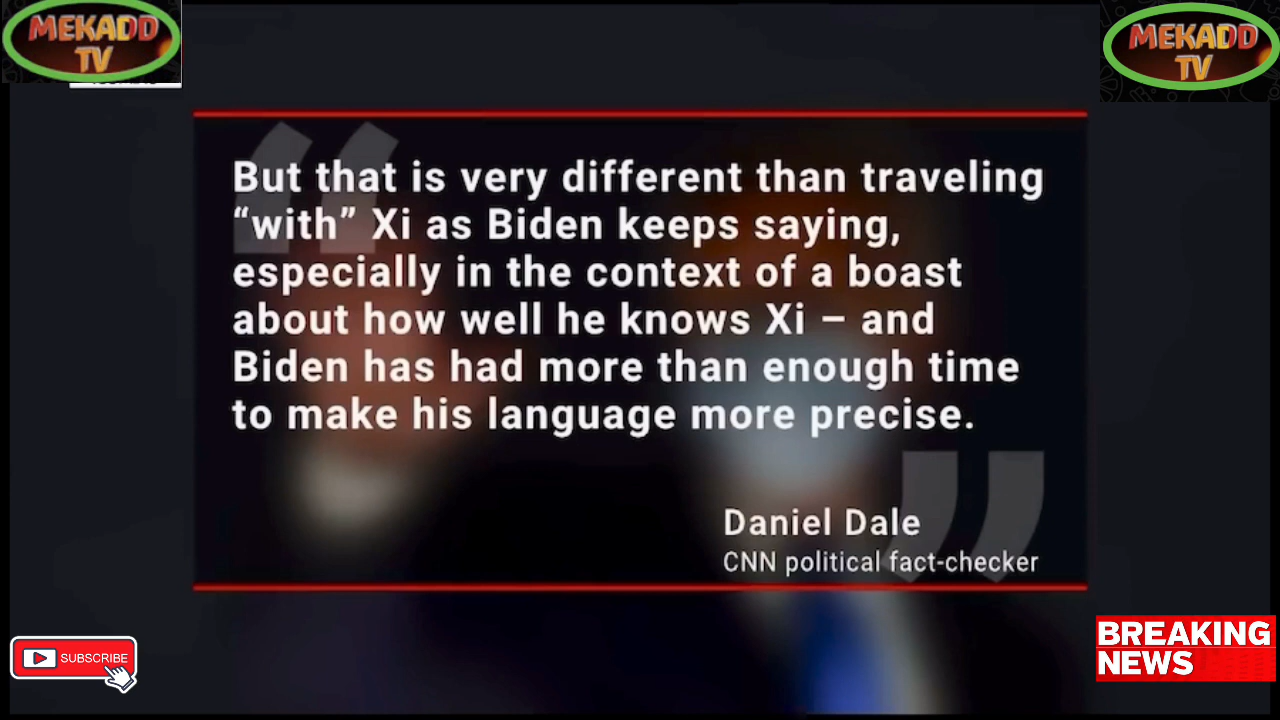 MEKADD
TV
MEKADD
TV
But that is very different than traveling
“with” Xi as Biden keeps saying,
especially in the context of a boast
about how well he knows Xi – and
Biden has had more than enough time
to make his language more precise.
Daniel Dale
CNN political fact-checker
SUBSCRIBE
BREAKING
NEWS